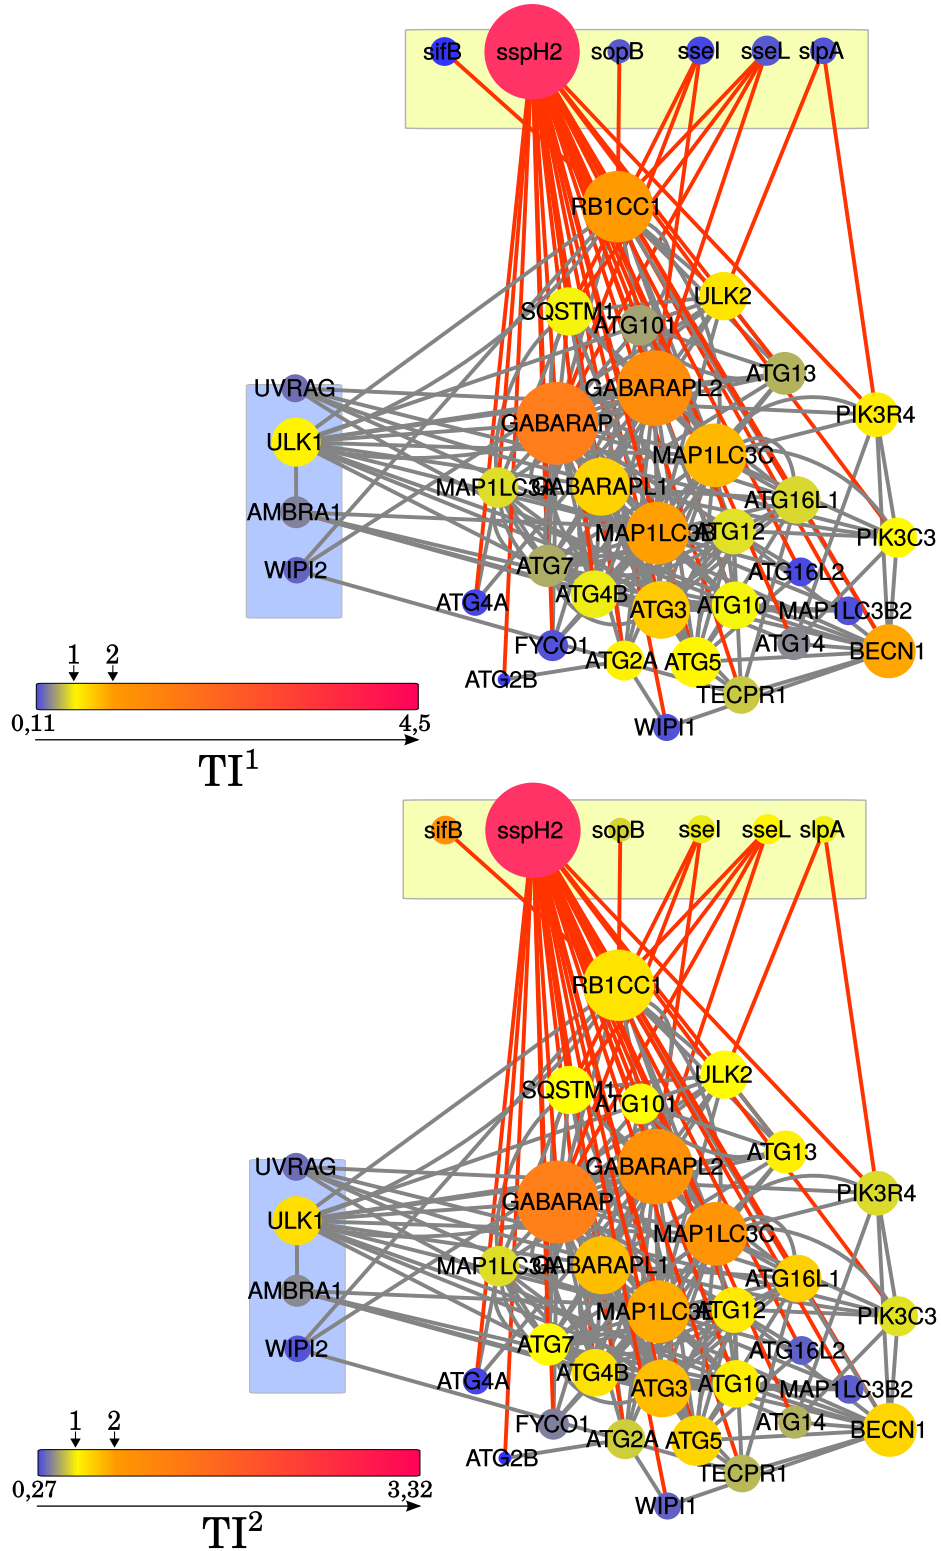 sifB sspH2 sopB sseI sseL slpA
RB1CC1
ULK2
SQSTM1
ATG101
ATG13
UVRAG
GABARAPL2
PIK3R4
GABARAP
ULK1
MAP1LC3C
MAP1LC3A
GABARAPL1
ATG16L1
AMBRA1
MAP1LC3B
ATG12
PIK3C3
WIPI2
ATG7
ATG16L2
ATG4B
ATG4A
ATG3
ATG10
MAP1LC3B2
FYCO1
ATG14
BECN1
ATG2A
ATG5
ATG2B
TECPR1
WIPI1
1 2
0,11 4,5
TI1
sifB sspH2 sopB sseI sseL slpA
RB1CC1
ULK2
SQSTM1
ATG101
ATG13
UVRAG
GABARAPL2
PIK3R4
GABARAP
ULK1
MAP1LC3C
MAP1LC3A
GABARAPL1
ATG16L1
AMBRA1
MAP1LC3B
ATG12
PIK3C3
WIPI2
ATG7
ATG16L2
ATG4B
ATG4A
ATG3
ATG10
MAP1LC3B2
FYCO1
ATG14
BECN1
ATG2A
ATG5
ATG2B
TECPR1
WIPI1
1 2
0,27 3,32
TI2